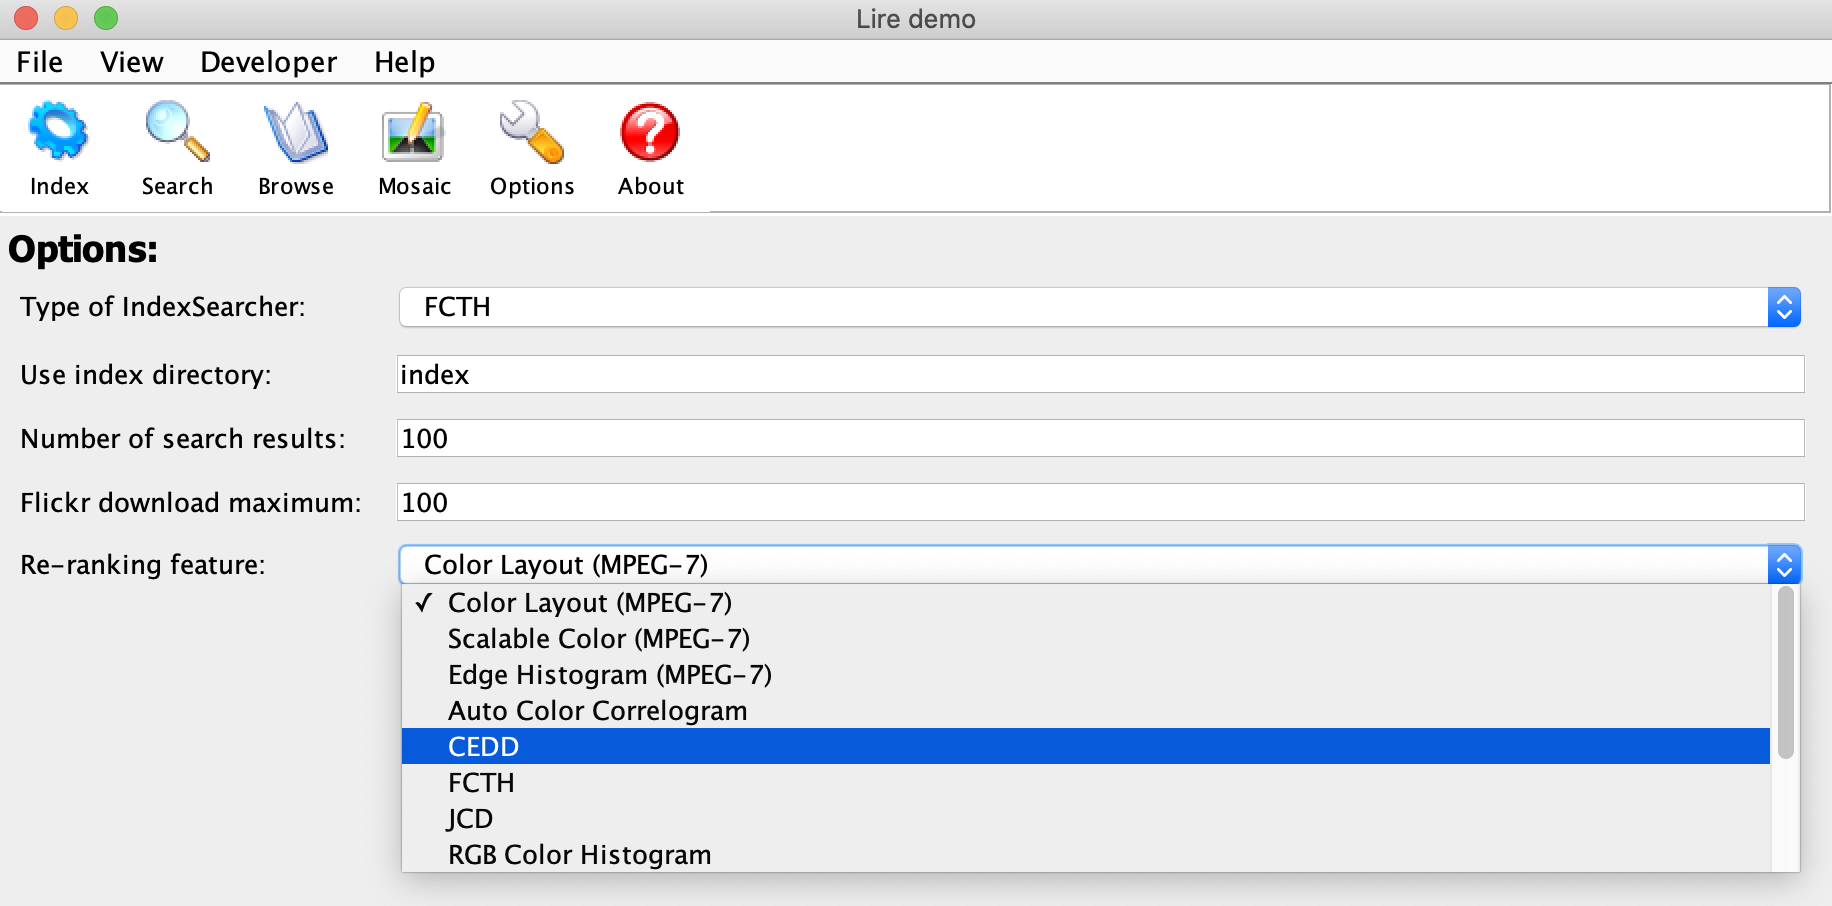 Lire demo
File View Developer Help
Index Search Browse Mosaic Options About
Options:
Type of IndexSearcher: FCTH
Use index directory: index
Number of search results: 100
Flickr download maximum: 100
Re-ranking feature: Color Layout (MPEG-7)
✓ Color Layout (MPEG-7)
Scalable Color (MPEG-7)
Edge Histogram (MPEG-7)
Auto Color Correlogram
CEDD
FCTH
JCD
RGB Color Histogram